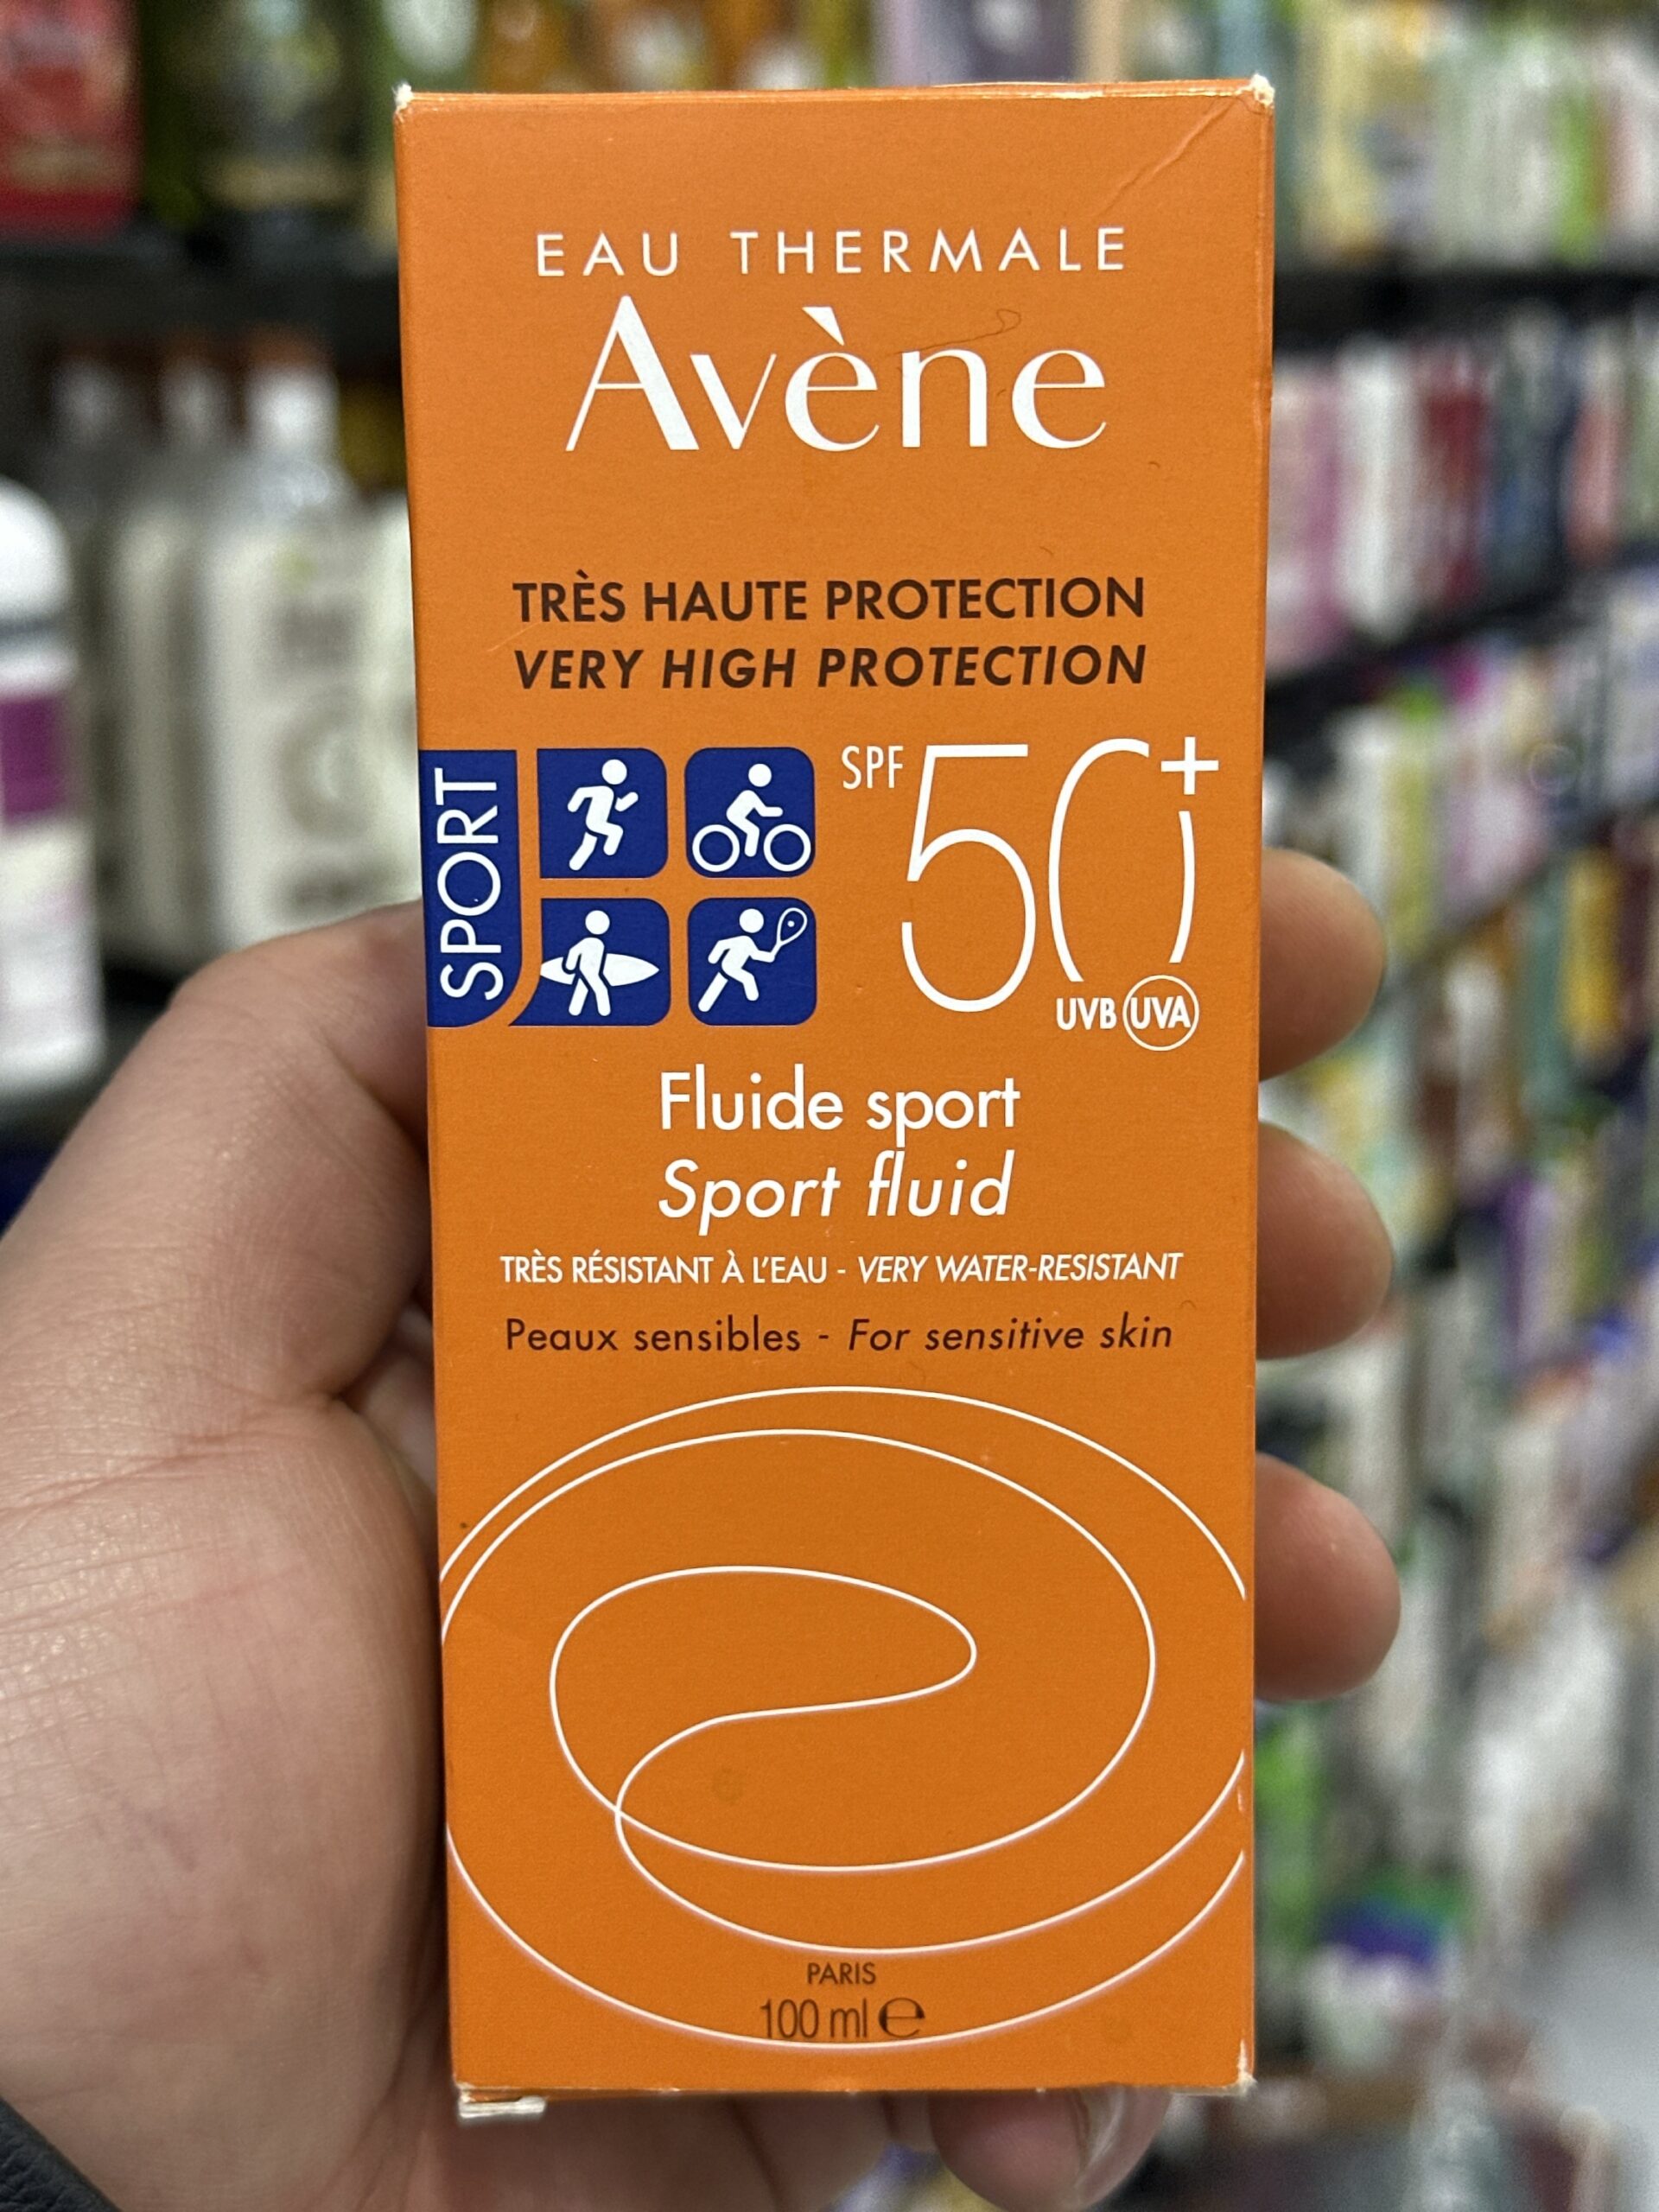 EAU THERMALE
Avène
TRÈS HAUTE PROTECTION
VERY HIGH PROTECTION
SPORT
SPF 50+
UVB UVA
Fluide sport
Sport fluid
TRÈS RÉSISTANT À L'EAU - VERY WATER-RESISTANT
Peaux sensibles - For sensitive skin
PARIS
100 ml e